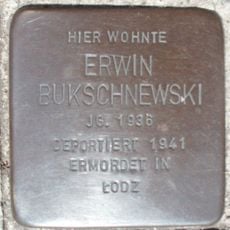 HIER WOHNTE
ERWIN
BUKSCHNEWSKI
JG. 1936
DEPORTIERT 1941
ERMORDET IN
ŁODZ